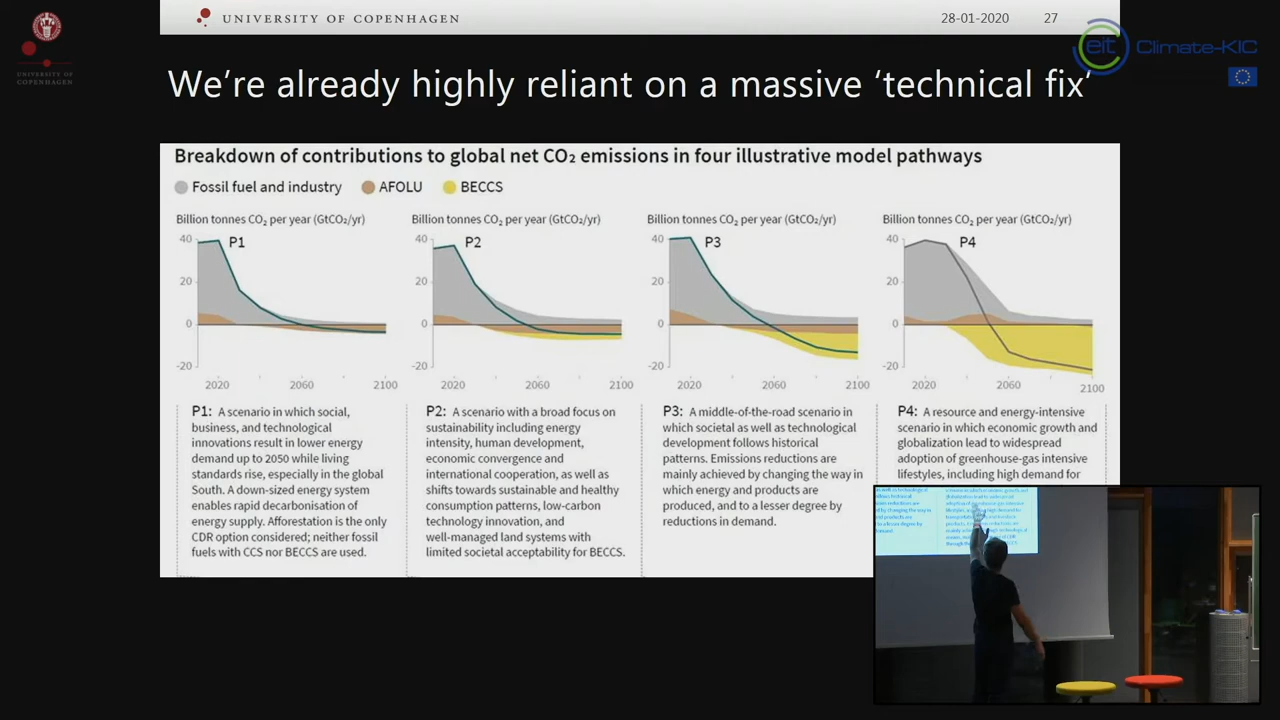 UNIVERSITY OF COPENHAGEN
28-01-2020
27
UNIVERSITY OF
COPENHAGEN
eit Climate-KIC
We’re already highly reliant on a massive ‘technical fix’
Breakdown of contributions to global net CO₂ emissions in four illustrative model pathways
Fossil fuel and industry
AFOLU
BECCS
Billion tonnes CO₂ per year (GtCO₂/yr)
40
P1
20
0
-20
2020
2060
2100
Billion tonnes CO₂ per year (GtCO₂/yr)
40
P2
20
0
-20
2020
2060
2100
Billion tonnes CO₂ per year (GtCO₂/yr)
40
P3
20
0
-20
2020
2060
2100
Billion tonnes CO₂ per year (GtCO₂/yr)
40
P4
20
0
-20
2020
2060
2100
P1: A scenario in which social,
business, and technological
innovations result in lower energy
demand up to 2050 while living
standards rise, especially in the global
South. A down-sized energy system
enables rapid decarbonisation of
energy supply. Afforestation is the only
CDR option considered; neither fossil
fuels with CCS nor BECCS are used.
P2: A scenario with a broad focus on
sustainability including energy
intensity, human development,
economic convergence and
international cooperation, as well as
shifts towards sustainable and healthy
consumption patterns, low-carbon
technology innovation, and
well-managed land systems with
limited societal acceptability for BECCS.
P3: A middle-of-the-road scenario in
which societal as well as technological
development follows historical
patterns. Emissions reductions are
mainly achieved by changing the way in
which energy and products are
produced, and to a lesser degree by
reductions in demand.
P4: A resource and energy-intensive
scenario in which economic growth and
globalization lead to widespread
adoption of greenhouse-gas intensive
lifestyles, including high demand for